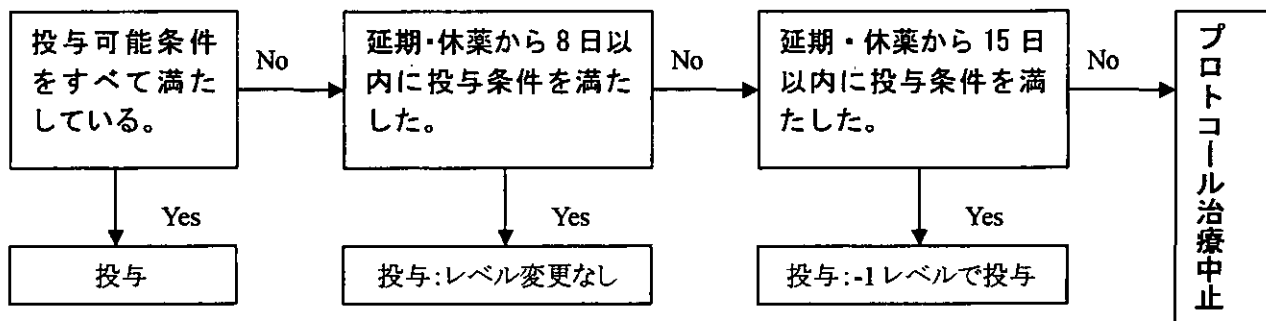 投与可能条件
をすべて満た
している。
No
延期・休薬から 8 日以
内に投与条件を満た
した。
No
延期・休薬から 15 日
以内に投与条件を満
たした。
No
プロトコール治療中止
Yes
Yes
Yes
投与
投与:レベル変更なし
投与:-1 レベルで投与